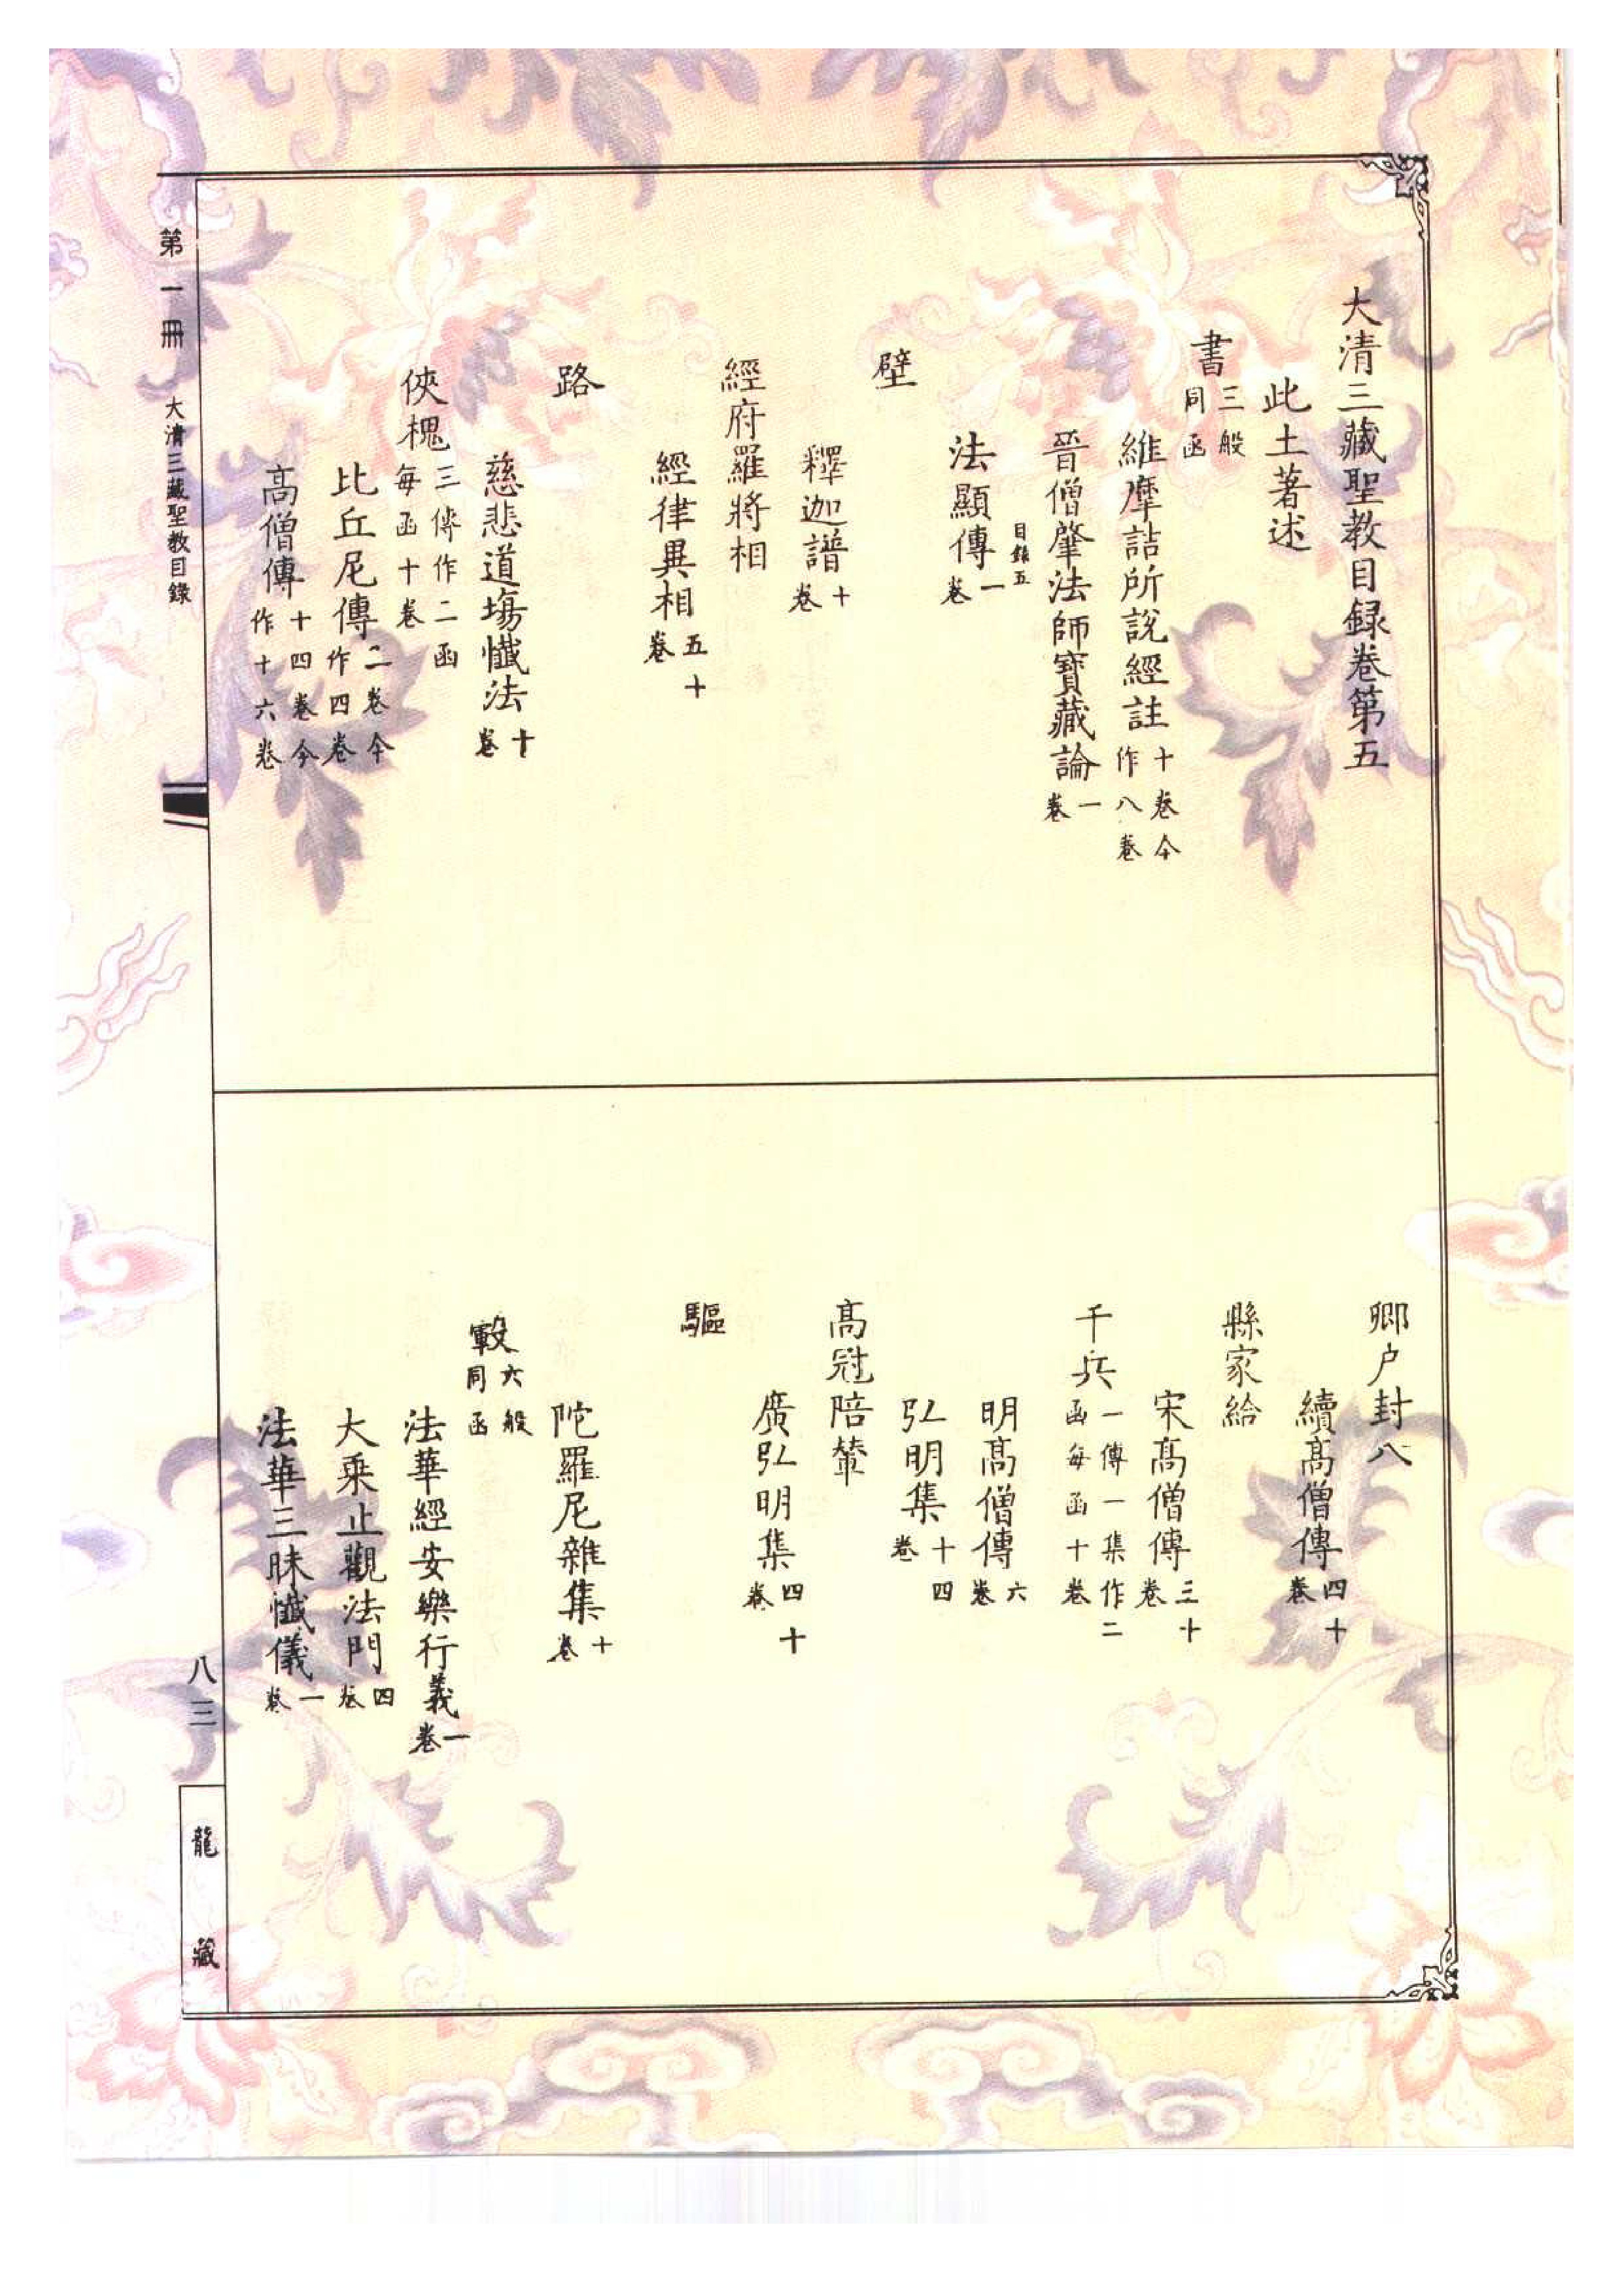 大清三藏聖教目録卷第五
此土著述
書三般同函
維摩詰所説經註十卷今作八卷
晉僧肇法師寶藏論一卷
目錄五
法顯傳一卷
壁
釋迦譜十卷
經府羅將相
經律異相五十卷
路
慈悲道場懺法十卷
俠槐三傳作二函每函十卷
比丘尼傳二卷今作四卷
高僧傳十四卷今作十六卷
卿户封八
續高僧傳四十卷
縣家給
宋高僧傳三十卷
千兵一傳一集作二函每函十卷
明高僧傳六卷
弘明集十四卷
高冠陪輦
廣弘明集四十卷
驅
陀羅尼雜集十卷
轂六般同函
法華經安樂行義一卷
大乘止觀法門四卷
法華三昧懺儀一卷
第一冊
大清三藏聖教目錄
八三
龍藏